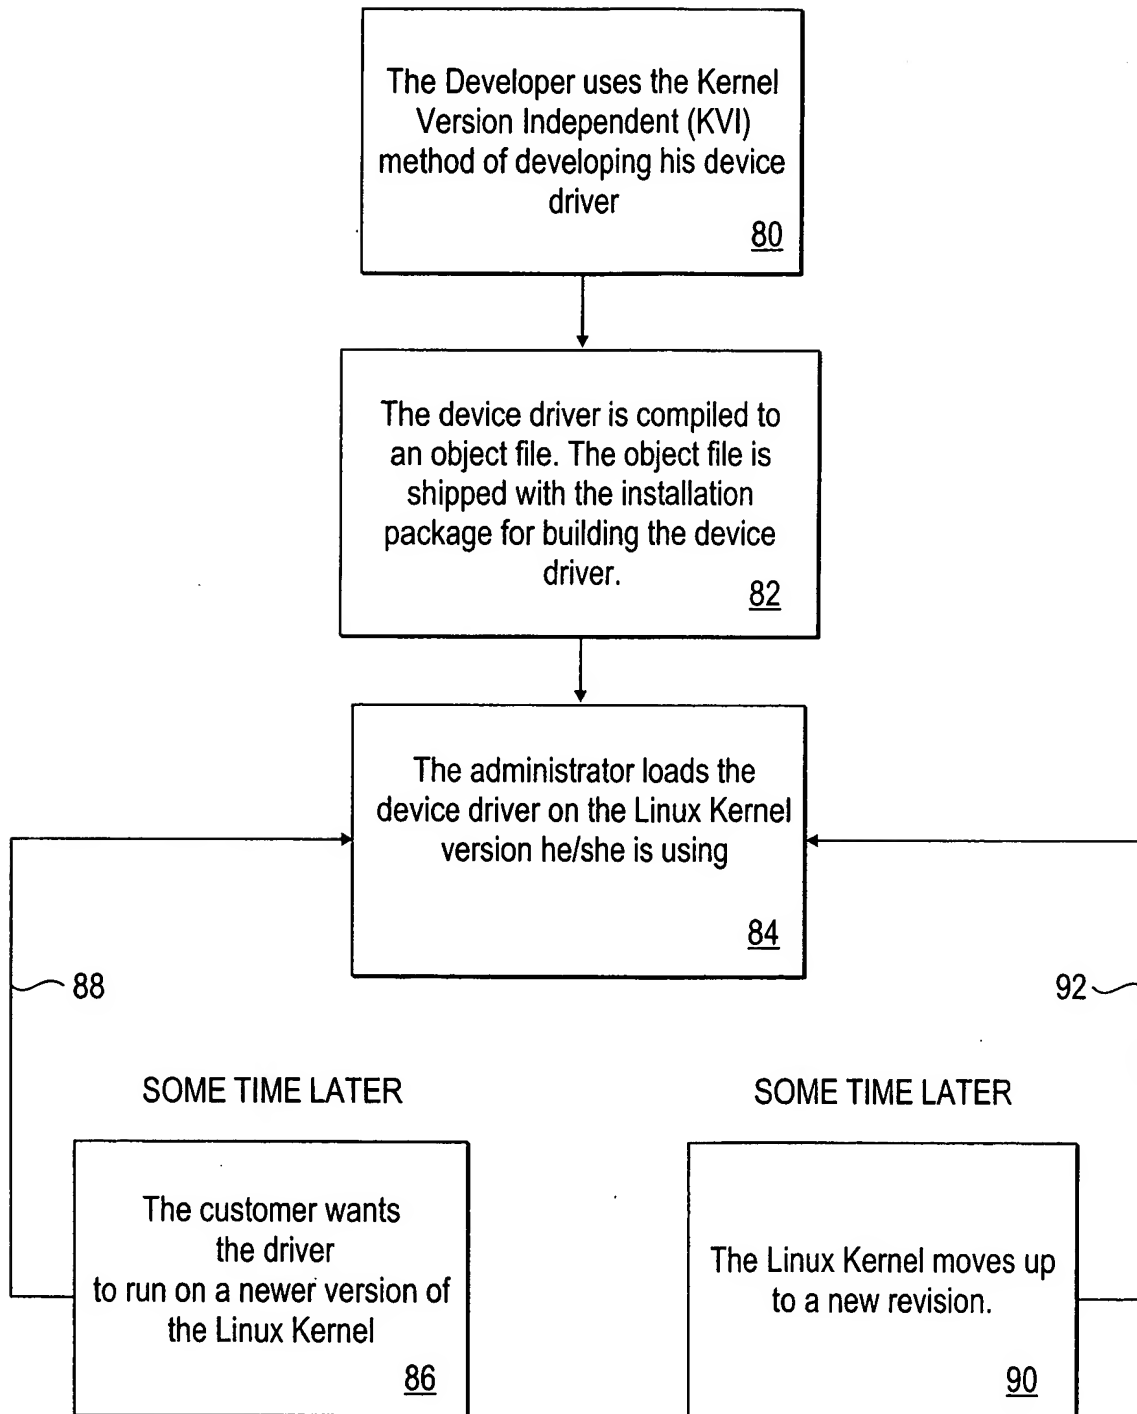 The Developer uses the Kernel
Version Independent (KVI)
method of developing his device
driver
80
The device driver is compiled to
an object file. The object file is
shipped with the installation
package for building the device
driver.
82
The administrator loads the
device driver on the Linux Kernel
version he/she is using
84
88
92
SOME TIME LATER
The customer wants
the driver
to run on a newer version of
the Linux Kernel
86
SOME TIME LATER
The Linux Kernel moves up
to a new revision.
90